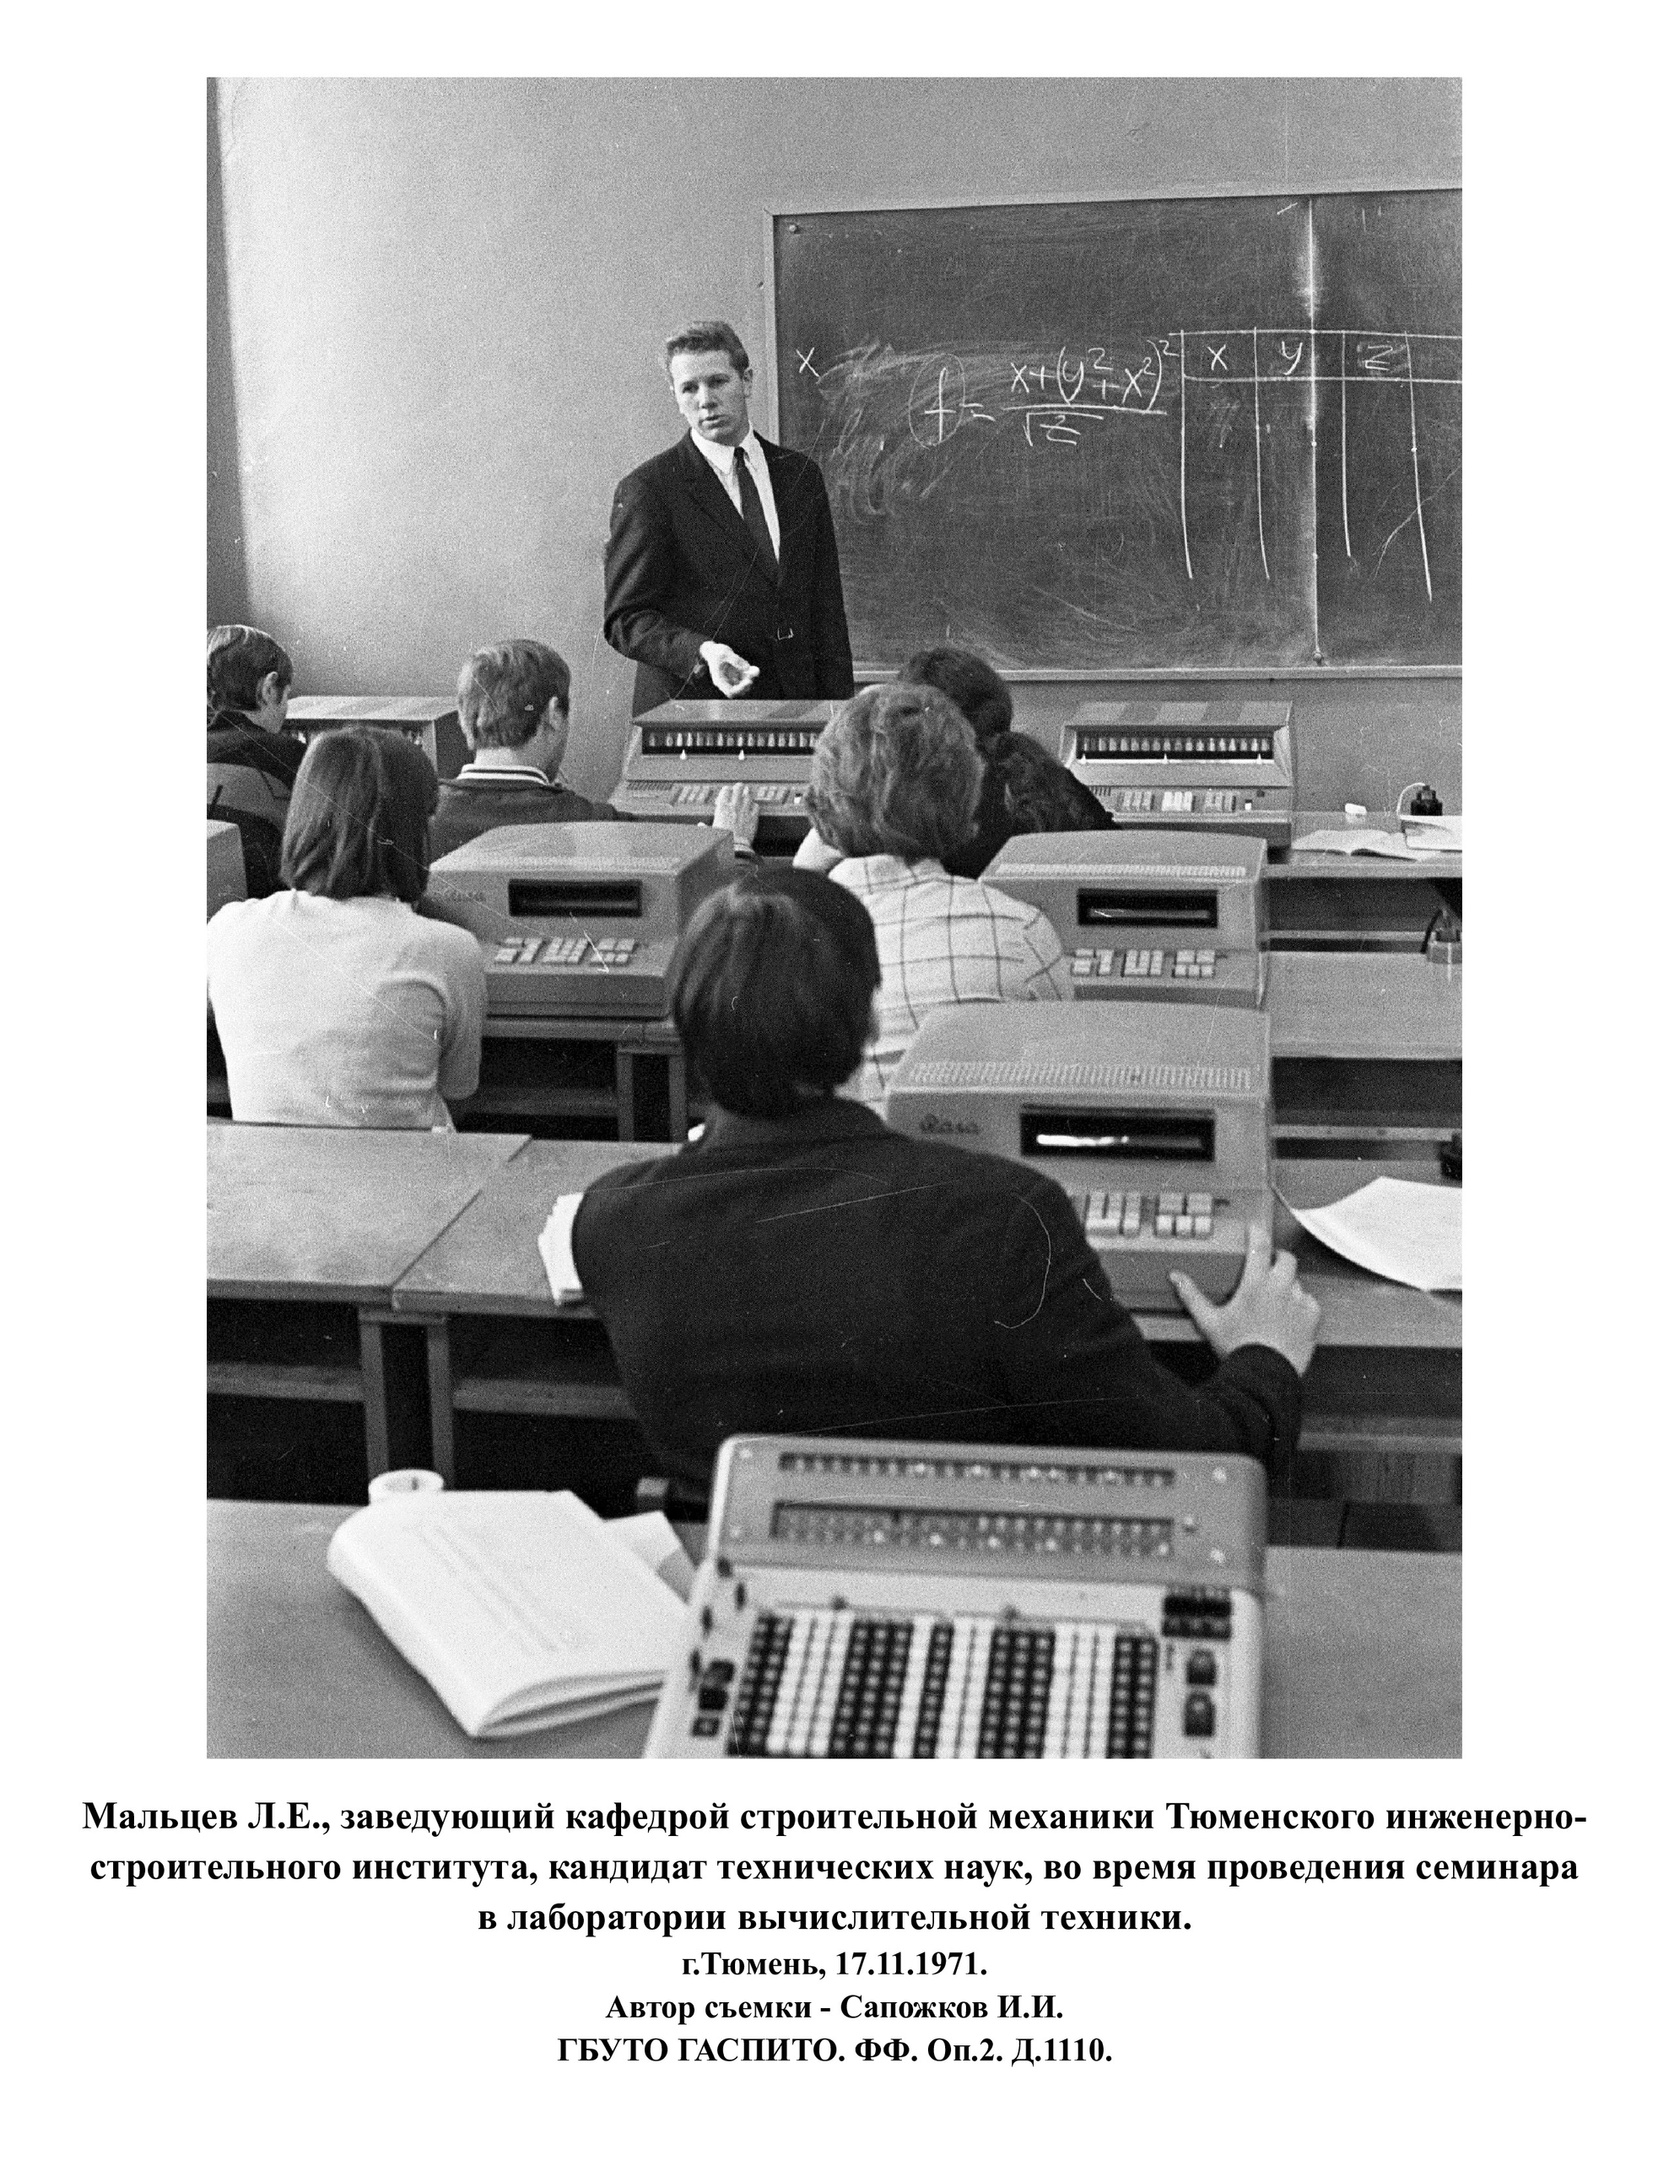 x
f = x+(y²+x²)²
√z
x y z
Rasa
Мальцев Л.Е., заведующий кафедрой строительной механики Тюменского инженерно-
строительного института, кандидат технических наук, во время проведения семинара
в лаборатории вычислительной техники.
г.Тюмень, 17.11.1971.
Автор съемки - Сапожков И.И.
ГБУТО ГАСПИТО. ФФ. Оп.2. Д.1110.